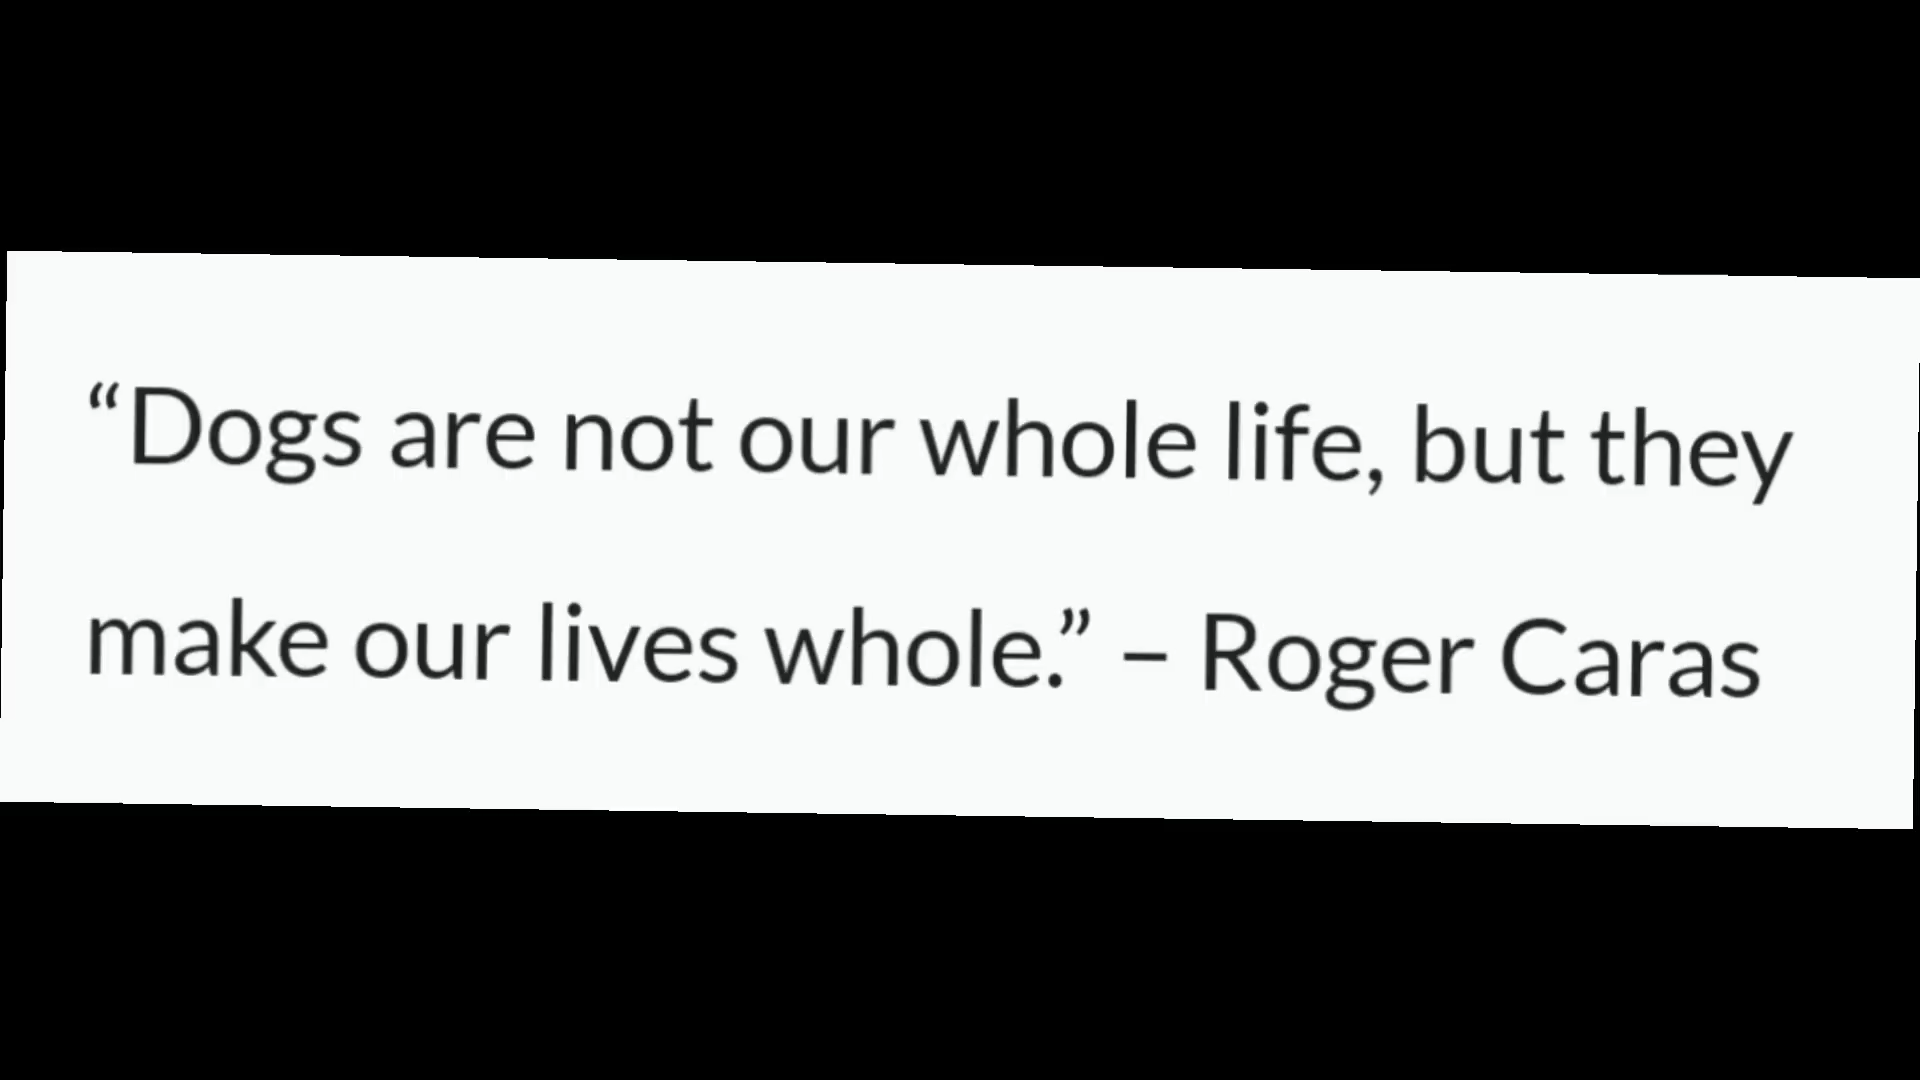 “Dogs are not our whole life, but they
make our lives whole.” – Roger Caras